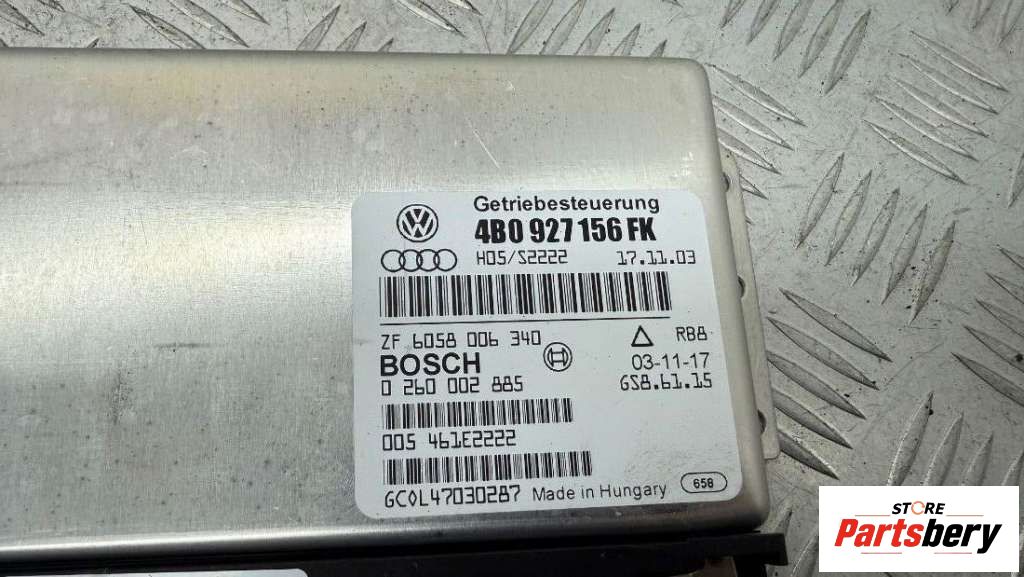 Getriebesteuerung
4B0 927 156 FK
H05/S2222 17.11.03
ZF 6058 006 340
RB8
BOSCH
03-11-17
0 260 002 885
GS8.61.15
005 461E2222
GC0L47030287 Made in Hungary
658
STORE
Partsbery